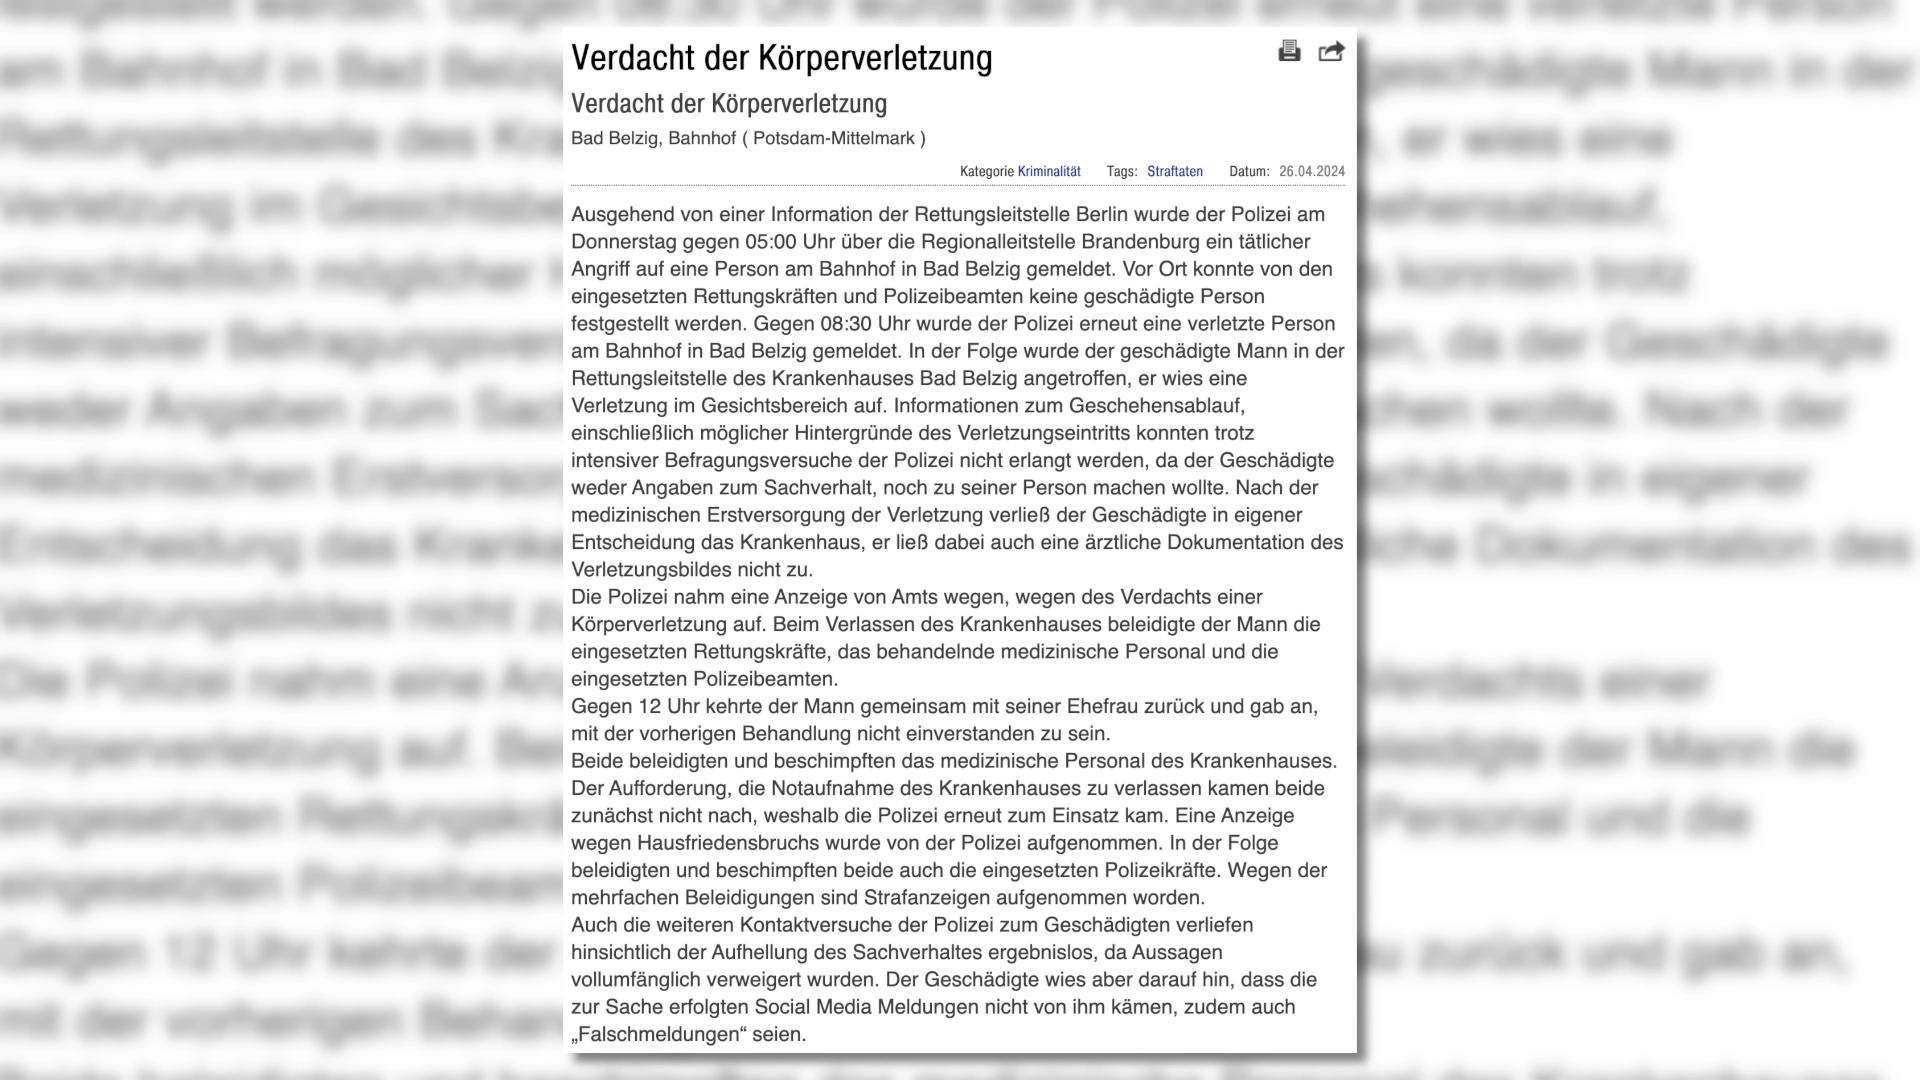 Verdacht der Körperverletzung
Verdacht der Körperverletzung
Bad Belzig, Bahnhof ( Potsdam-Mittelmark )
Kategorie Kriminalität Tags: Straftaten Datum: 26.04.2024
Ausgehend von einer Information der Rettungsleitstelle Berlin wurde der Polizei am
Donnerstag gegen 05:00 Uhr über die Regionalleitstelle Brandenburg ein tätlicher
Angriff auf eine Person am Bahnhof in Bad Belzig gemeldet. Vor Ort konnte von den
eingesetzten Rettungskräften und Polizeibeamten keine geschädigte Person
festgestellt werden. Gegen 08:30 Uhr wurde der Polizei erneut eine verletzte Person
am Bahnhof in Bad Belzig gemeldet. In der Folge wurde der geschädigte Mann in der
Rettungsleitstelle des Krankenhauses Bad Belzig angetroffen, er wies eine
Verletzung im Gesichtsbereich auf. Informationen zum Geschehensablauf,
einschließlich möglicher Hintergründe des Verletzungseintritts konnten trotz
intensiver Befragungsversuche der Polizei nicht erlangt werden, da der Geschädigte
weder Angaben zum Sachverhalt, noch zu seiner Person machen wollte. Nach der
medizinischen Erstversorgung der Verletzung verließ der Geschädigte in eigener
Entscheidung das Krankenhaus, er ließ dabei auch eine ärztliche Dokumentation des
Verletzungsbildes nicht zu.
Die Polizei nahm eine Anzeige von Amts wegen, wegen des Verdachts einer
Körperverletzung auf. Beim Verlassen des Krankenhauses beleidigte der Mann die
eingesetzten Rettungskräfte, das behandelnde medizinische Personal und die
eingesetzten Polizeibeamten.
Gegen 12 Uhr kehrte der Mann gemeinsam mit seiner Ehefrau zurück und gab an,
mit der vorherigen Behandlung nicht einverstanden zu sein.
Beide beleidigten und beschimpften das medizinische Personal des Krankenhauses.
Der Aufforderung, die Notaufnahme des Krankenhauses zu verlassen kamen beide
zunächst nicht nach, weshalb die Polizei erneut zum Einsatz kam. Eine Anzeige
wegen Hausfriedensbruchs wurde von der Polizei aufgenommen. In der Folge
beleidigten und beschimpften beide auch die eingesetzten Polizeikräfte. Wegen der
mehrfachen Beleidigungen sind Strafanzeigen aufgenommen worden.
Auch die weiteren Kontaktversuche der Polizei zum Geschädigten verliefen
hinsichtlich der Aufhellung des Sachverhaltes ergebnislos, da Aussagen
vollumfänglich verweigert wurden. Der Geschädigte wies aber darauf hin, dass die
zur Sache erfolgten Social Media Meldungen nicht von ihm kämen, zudem auch
„Falschmeldungen“ seien.